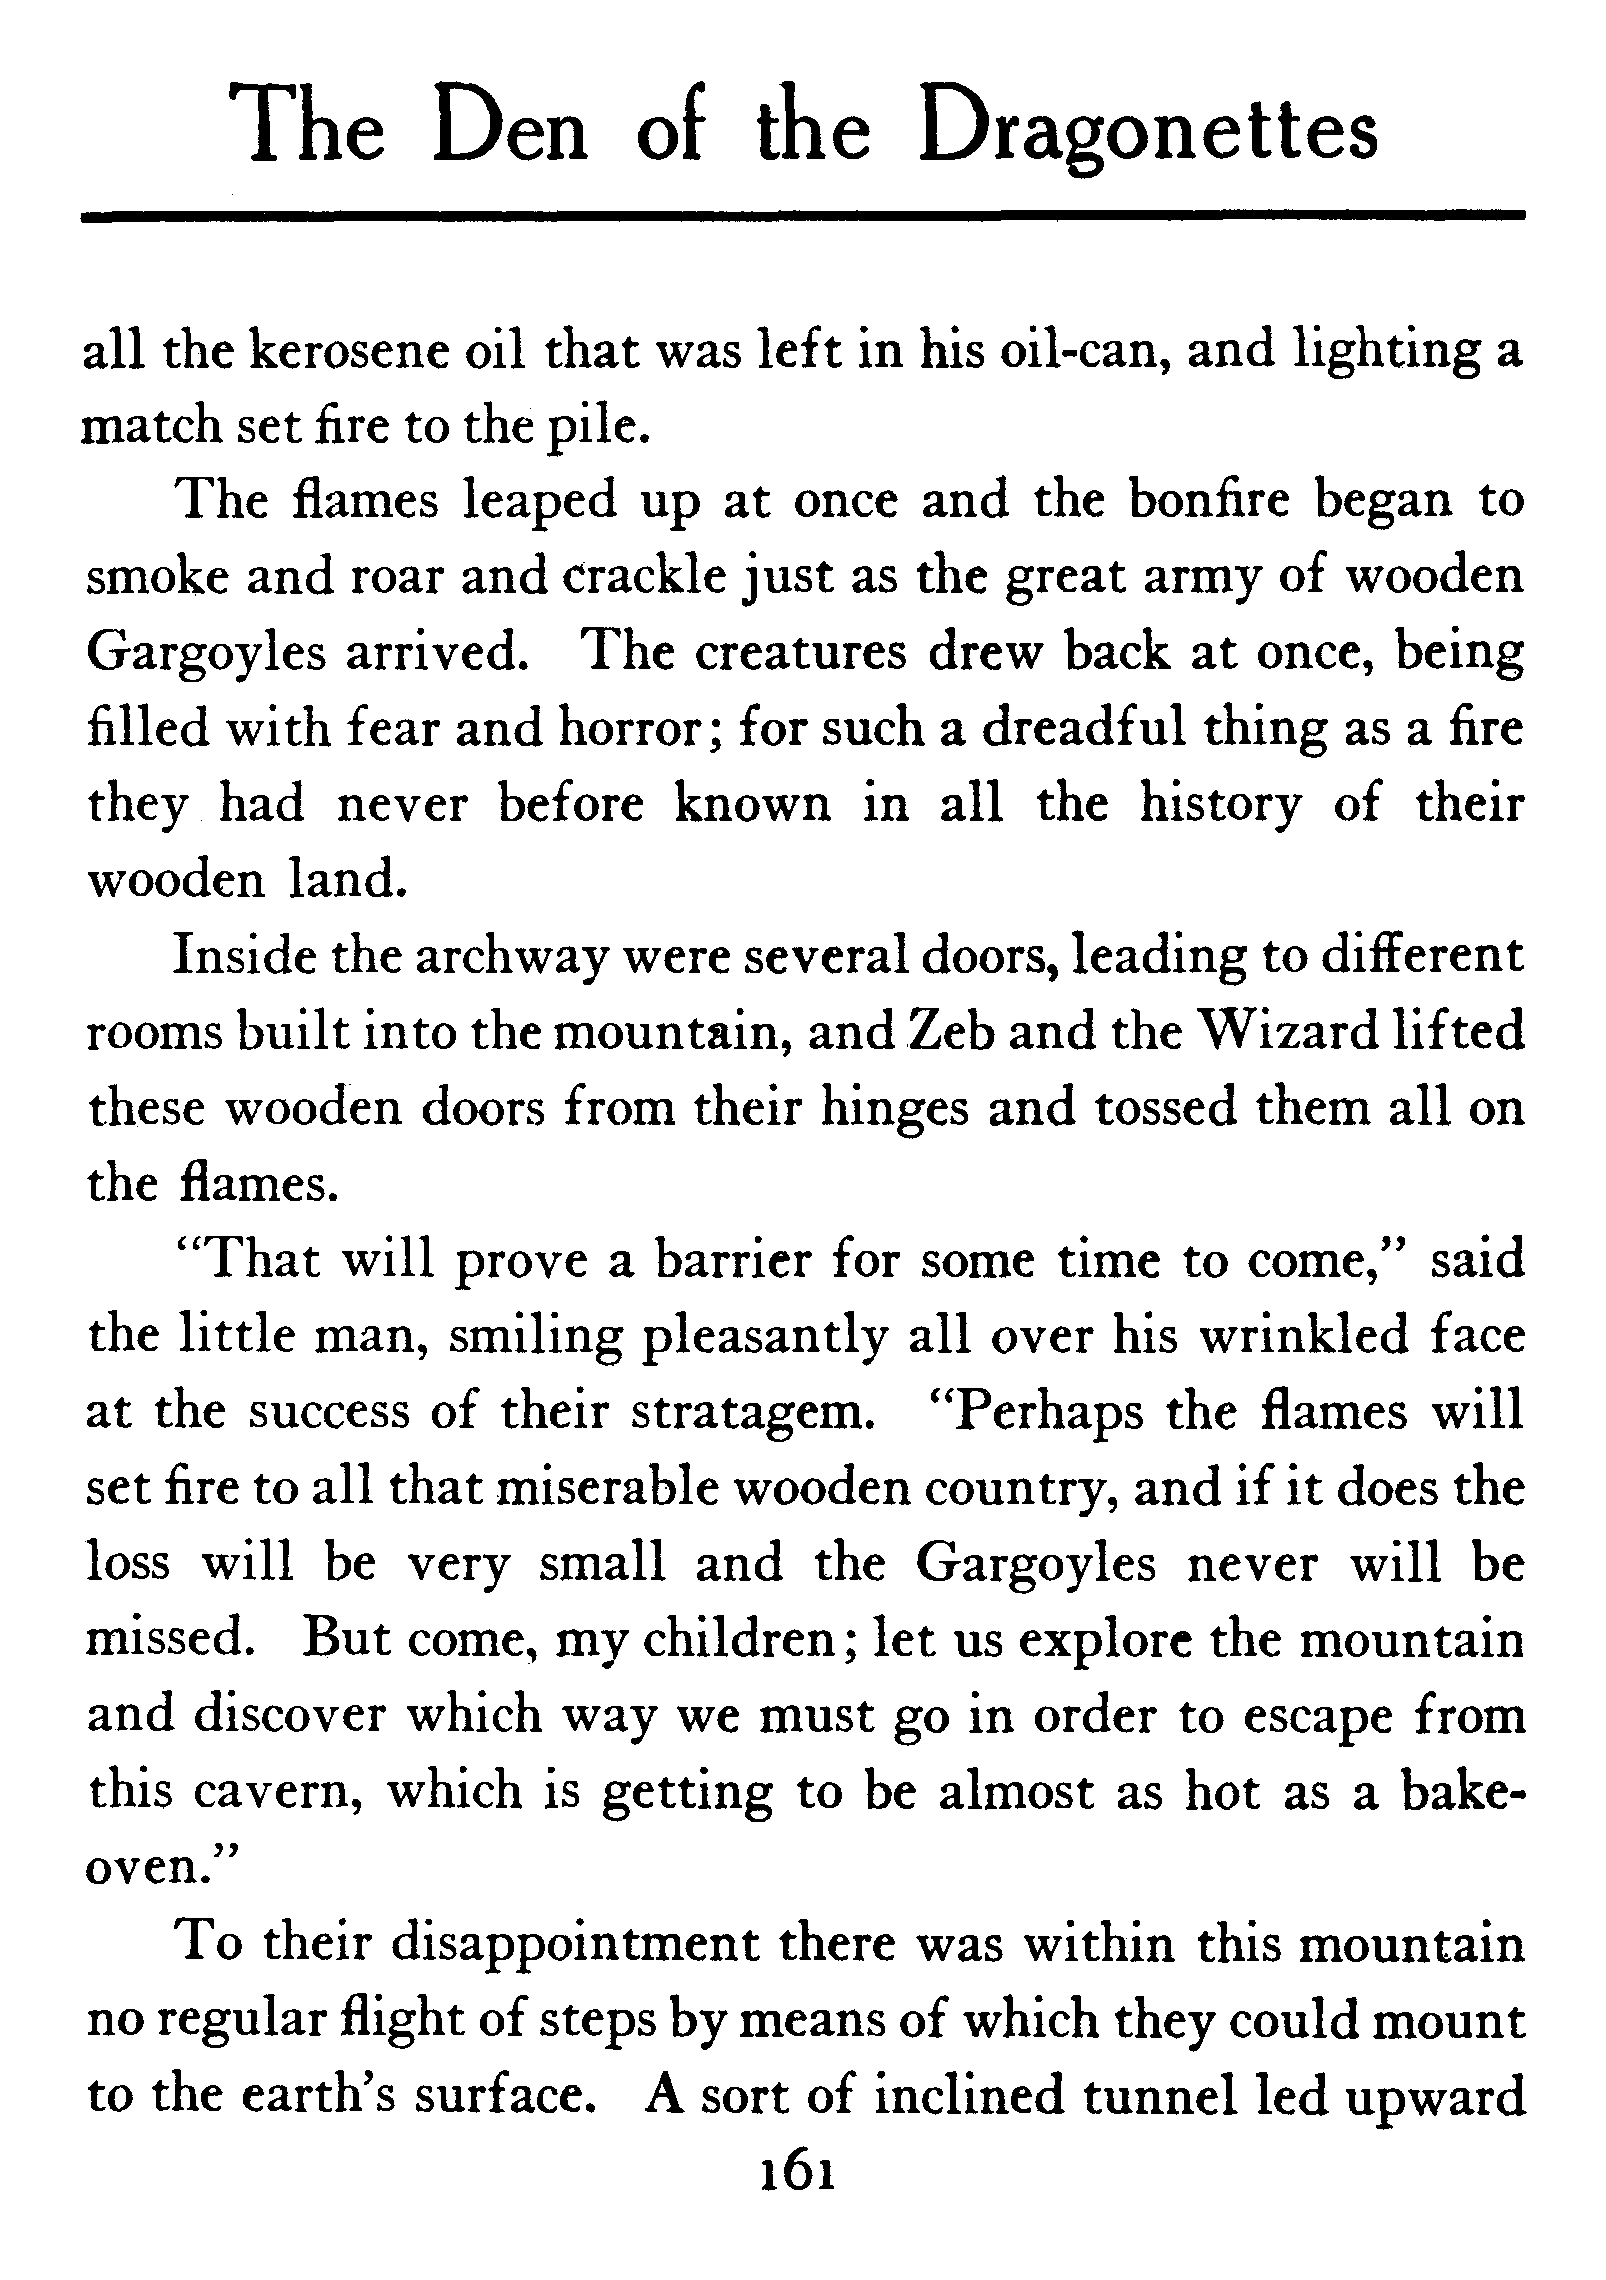 The Den of the Dragonettes
all the kerosene oil that was left in his oil-can, and lighting a
match set fire to the pile.
The flames leaped up at once and the bonfire began to
smoke and roar and crackle just as the great army of wooden
Gargoyles arrived. The creatures drew back at once, being
filled with fear and horror; for such a dreadful thing as a fire
they had never before known in all the history of their
wooden land.
Inside the archway were several doors, leading to different
rooms built into the mountain, and Zeb and the Wizard lifted
these wooden doors from their hinges and tossed them all on
the flames.
“That will prove a barrier for some time to come,” said
the little man, smiling pleasantly all over his wrinkled face
at the success of their stratagem. “Perhaps the flames will
set fire to all that miserable wooden country, and if it does the
loss will be very small and the Gargoyles never will be
missed. But come, my children; let us explore the mountain
and discover which way we must go in order to escape from
this cavern, which is getting to be almost as hot as a bake-
oven.”
To their disappointment there was within this mountain
no regular flight of steps by means of which they could mount
to the earth’s surface. A sort of inclined tunnel led upward
161